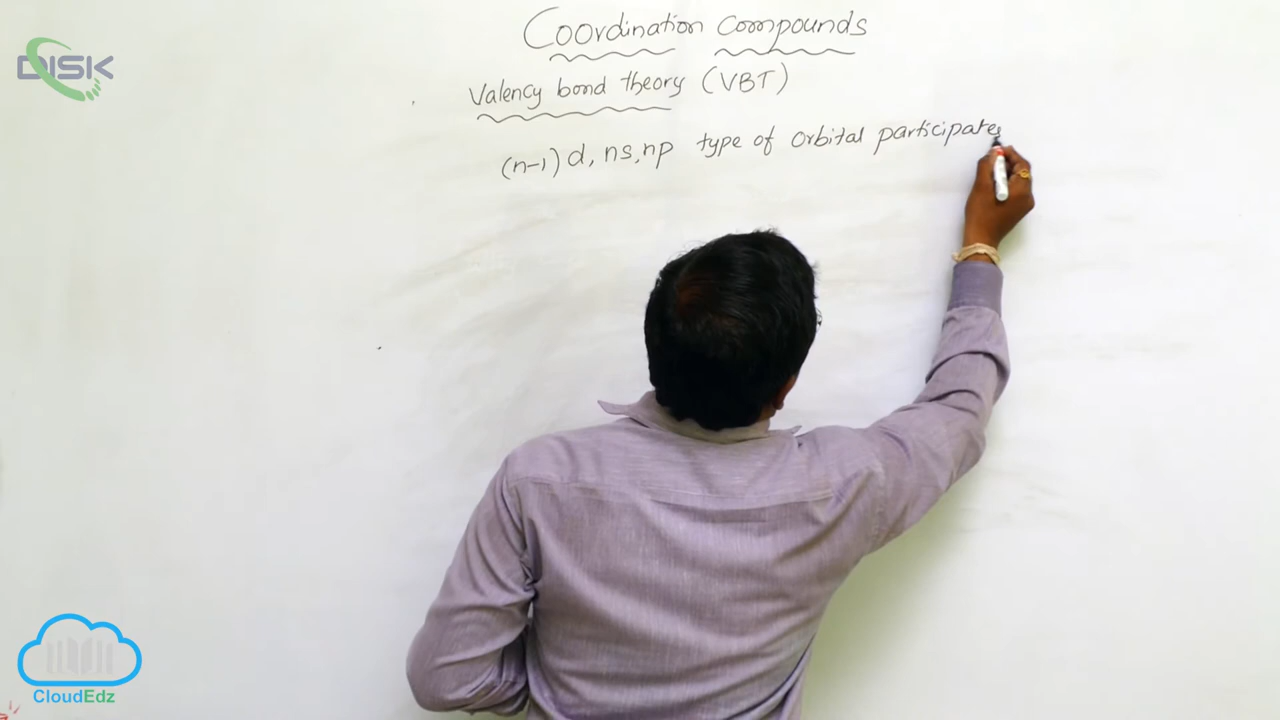 Coordination Compounds
DISK
Valency bond theory (VBT)
(n-1) d, ns, np type of orbital participates
CloudEdz